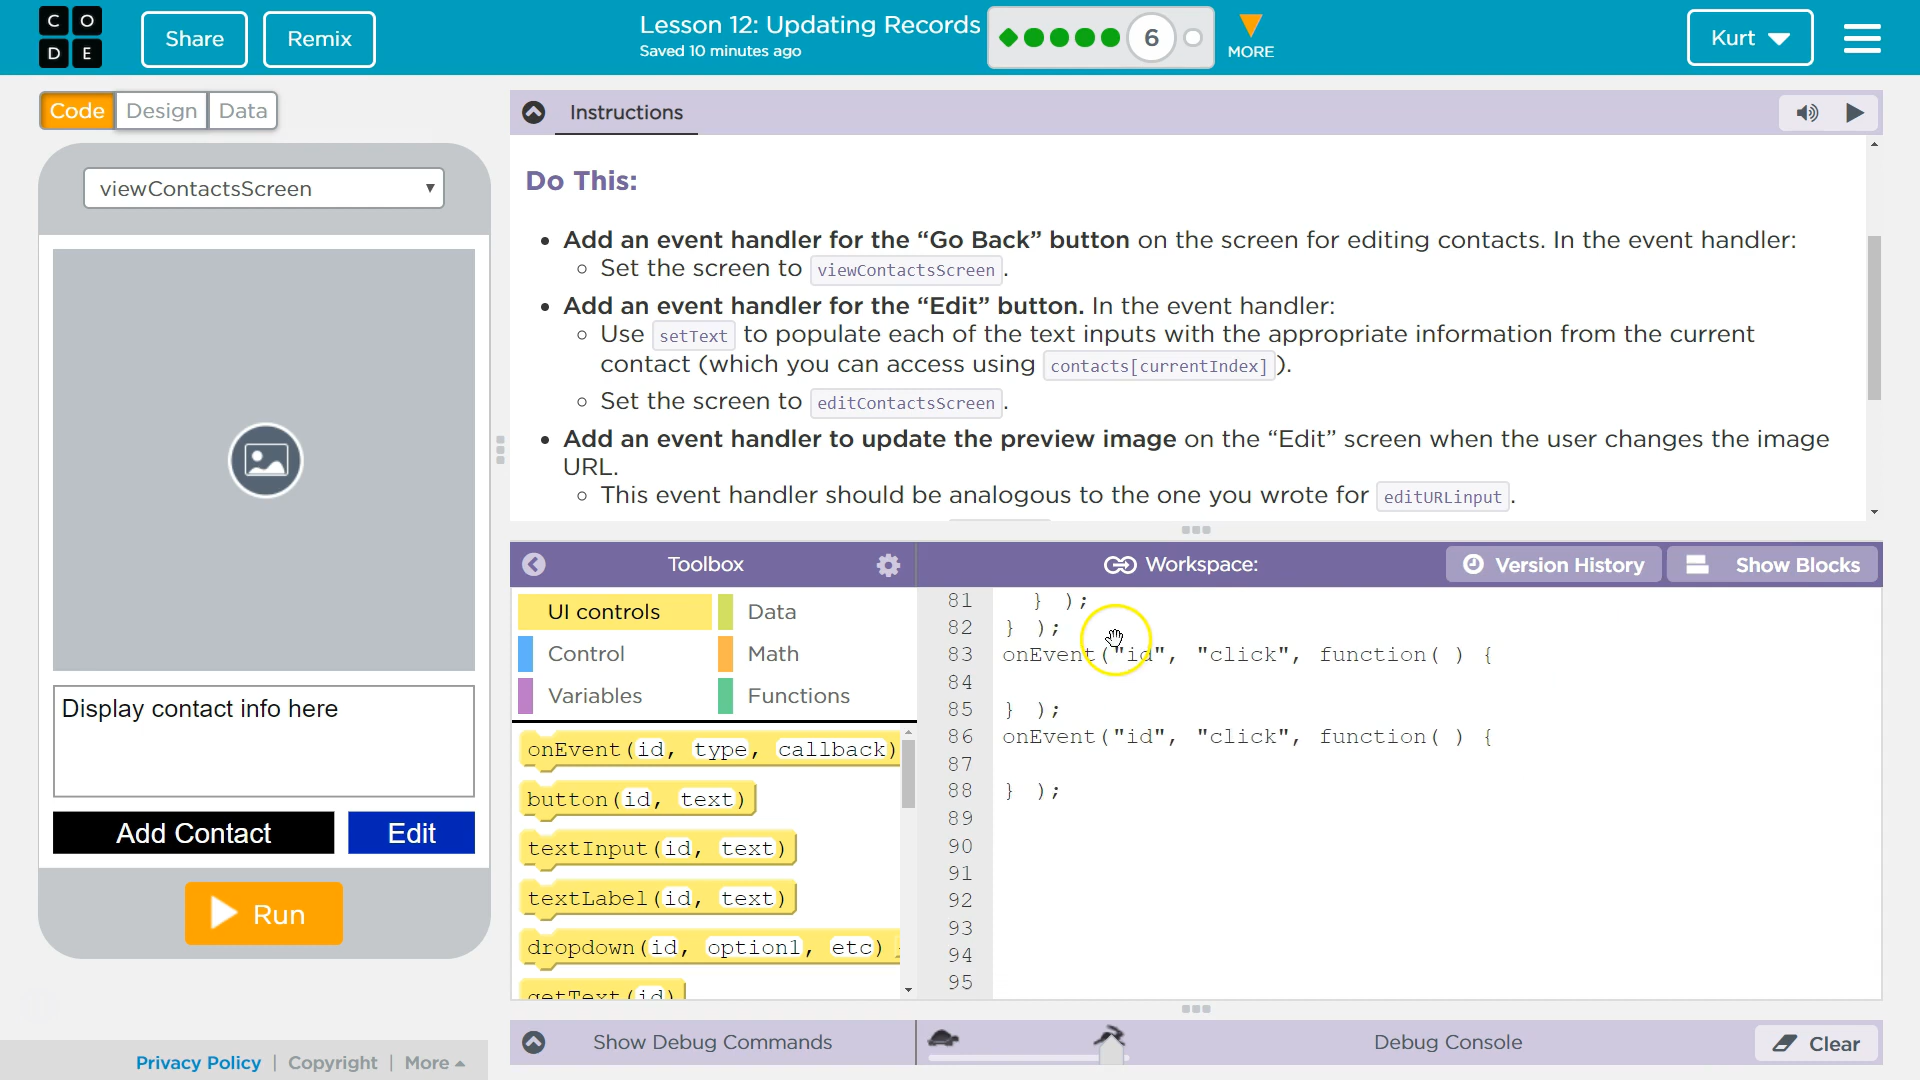 CODE
Share
Remix
Lesson 12: Updating Records
Saved 10 minutes ago
6
MORE
Kurt
Code
Design
Data
viewContactsScreen
Display contact info here
Add Contact
Edit
Run
Privacy Policy | Copyright | More
Instructions
Do This:
• Add an event handler for the “Go Back” button on the screen for editing contacts. In the event handler:
Set the screen to viewContactsScreen.
• Add an event handler for the “Edit” button. In the event handler:
Use setText to populate each of the text inputs with the appropriate information from the current
contact (which you can access using contacts[currentIndex]).
Set the screen to editContactsScreen.
• Add an event handler to update the preview image on the “Edit” screen when the user changes the image
URL.
This event handler should be analogous to the one you wrote for editURLinput.
Toolbox
UI controls
Data
Control
Math
Variables
Functions
onEvent(id, type, callback)
button(id, text)
textInput(id, text)
textLabel(id, text)
dropdown(id, option1, etc)
getText(id)
Workspace:
Version History
Show Blocks
81 } );
82 } );
83 onEvent("id", "click", function( ) {
84
85 } );
86 onEvent("id", "click", function( ) {
87
88 } );
89
90
91
92
93
94
95
Show Debug Commands
Debug Console
Clear